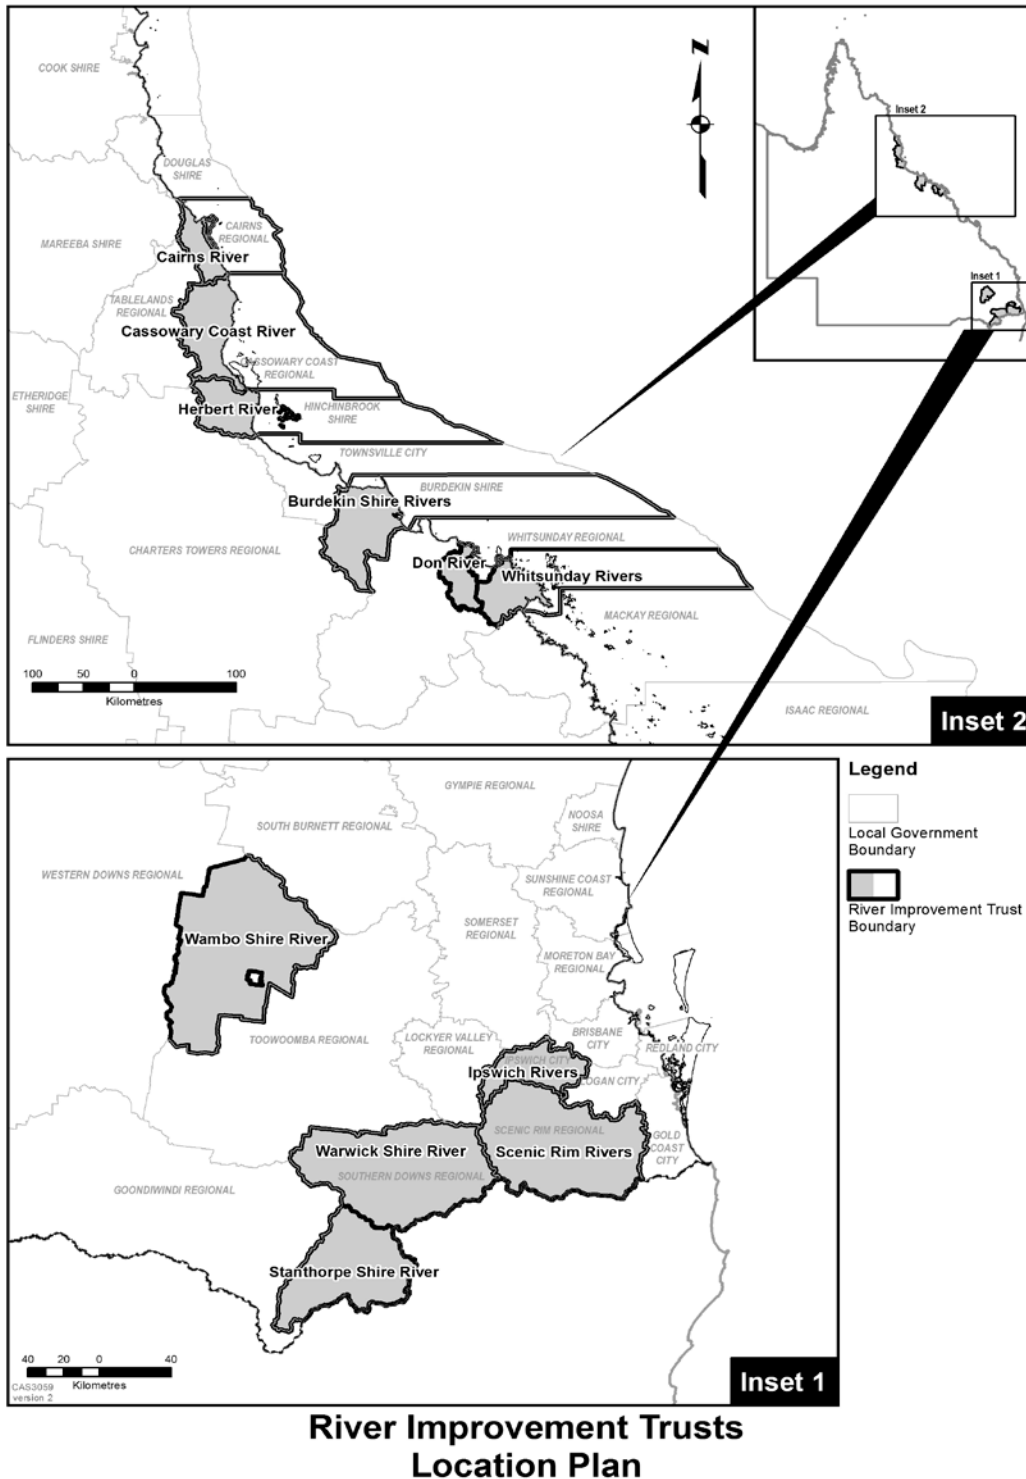 COOK SHIRE
DOUGLAS
SHIRE
CAIRNS
REGIONAL
MAREEBA SHIRE
Cairns River
TABLELANDS
REGIONAL
Cassowary Coast River
CASSOWARY COAST
REGIONAL
ETHERIDGE
SHIRE
Herbert River
HINCHINBROOK
SHIRE
TOWNSVILLE CITY
BURDEKIN SHIRE
Burdekin Shire Rivers
CHARTERS TOWERS REGIONAL
WHITSUNDAY REGIONAL
Don River
Whitsunday Rivers
MACKAY REGIONAL
FLINDERS SHIRE
100 50 0 100
Kilometres
ISAAC REGIONAL
Inset 2
N
Inset 2
Inset 1
GYMPIE REGIONAL
NOOSA
SHIRE
SOUTH BURNETT REGIONAL
WESTERN DOWNS REGIONAL
SUNSHINE COAST
REGIONAL
SOMERSET
REGIONAL
Wambo Shire River
MORETON BAY
REGIONAL
TOOWOOMBA REGIONAL
LOCKYER VALLEY
REGIONAL
BRISBANE
CITY
REDLAND CITY
IPSWICH CITY
Ipswich Rivers
LOGAN CITY
SCENIC RIM REGIONAL
Scenic Rim Rivers
GOLD
COAST
CITY
Warwick Shire River
SOUTHERN DOWNS REGIONAL
GOONDIWINDI REGIONAL
Stanthorpe Shire River
40 20 0 40
Kilometres
CAS3059
version 2
Inset 1
Legend
Local Government
Boundary
River Improvement Trust
Boundary
River Improvement Trusts
Location Plan